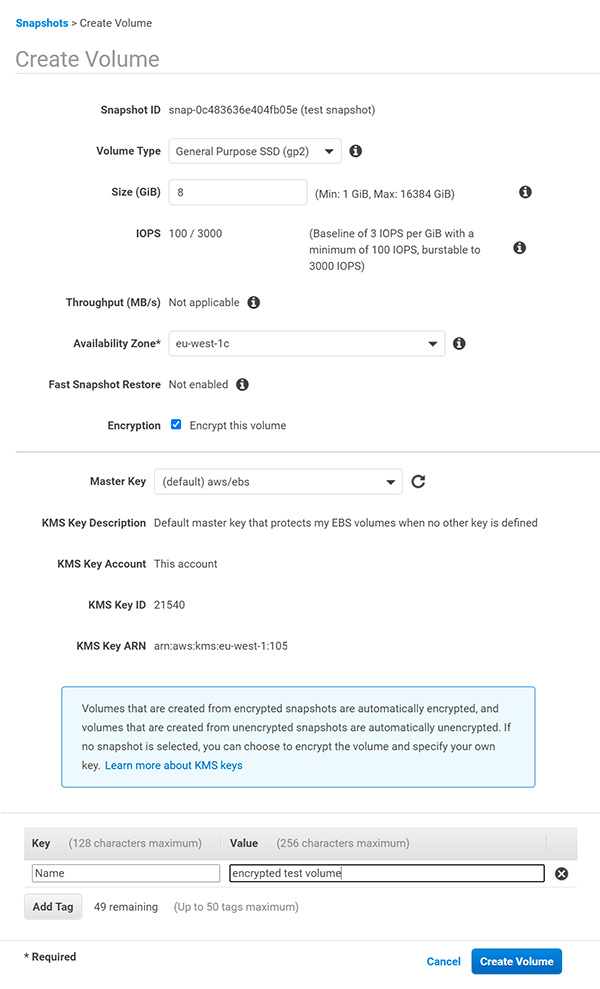 Snapshots > Create Volume
Create Volume
Snapshot ID snap-0c483636e404fb05e (test snapshot)
Volume Type General Purpose SSD (gp2)
Size (GiB) 8 (Min: 1 GiB, Max: 16384 GiB)
IOPS 100 / 3000 (Baseline of 3 IOPS per GiB with a
minimum of 100 IOPS, burstable to
3000 IOPS)
Throughput (MB/s) Not applicable
Availability Zone* eu-west-1c
Fast Snapshot Restore Not enabled
Encryption Encrypt this volume
Master Key (default) aws/ebs
KMS Key Description Default master key that protects my EBS volumes when no other key is defined
KMS Key Account This account
KMS Key ID 21540
KMS Key ARN arn:aws:kms:eu-west-1:105
Volumes that are created from encrypted snapshots are automatically encrypted, and
volumes that are created from unencrypted snapshots are automatically unencrypted. If
no snapshot is selected, you can choose to encrypt the volume and specify your own
key. Learn more about KMS keys
Key (128 characters maximum) Value (256 characters maximum)
Name encrypted test volume
Add Tag 49 remaining (Up to 50 tags maximum)
* Required Cancel Create Volume